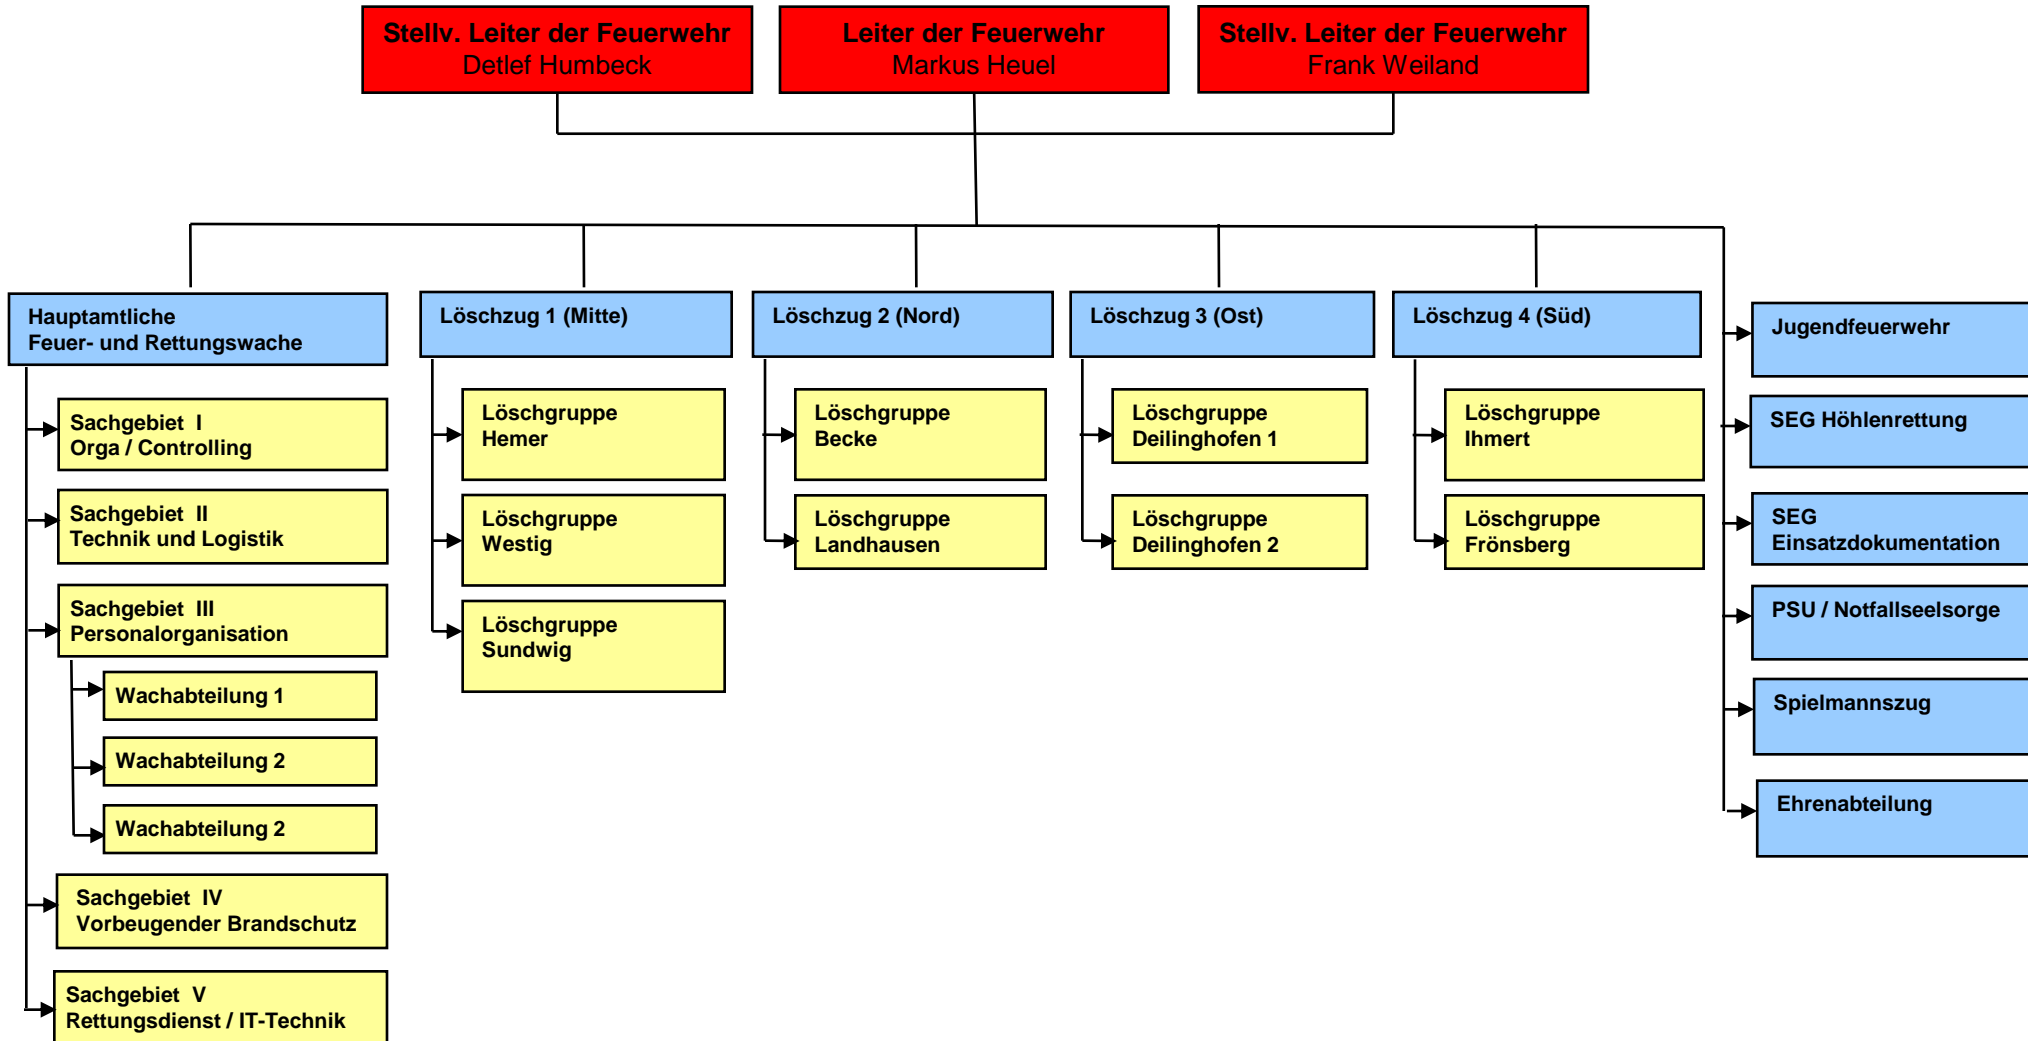 Stellv. Leiter der Feuerwehr
Detlef Humbeck
Leiter der Feuerwehr
Markus Heuel
Stellv. Leiter der Feuerwehr
Frank Weiland
Hauptamtliche
Feuer- und Rettungswache
Sachgebiet I
Orga / Controlling
Sachgebiet II
Technik und Logistik
Sachgebiet III
Personalorganisation
Wachabteilung 1
Wachabteilung 2
Wachabteilung 2
Sachgebiet IV
Vorbeugender Brandschutz
Sachgebiet V
Rettungsdienst / IT-Technik
Löschzug 1 (Mitte)
Löschgruppe
Hemer
Löschgruppe
Westig
Löschgruppe
Sundwig
Löschzug 2 (Nord)
Löschgruppe
Becke
Löschgruppe
Landhausen
Löschzug 3 (Ost)
Löschgruppe
Deilinghofen 1
Löschgruppe
Deilinghofen 2
Löschzug 4 (Süd)
Löschgruppe
Ihmert
Löschgruppe
Frönsberg
Jugendfeuerwehr
SEG Höhlenrettung
SEG
Einsatzdokumentation
PSU / Notfallseelsorge
Spielmannszug
Ehrenabteilung